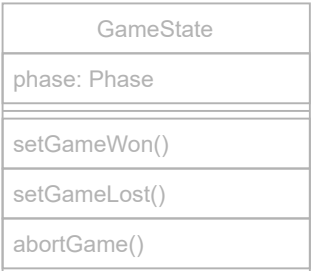 GameState
phase: Phase
setGameWon()
setGameLost()
abortGame()